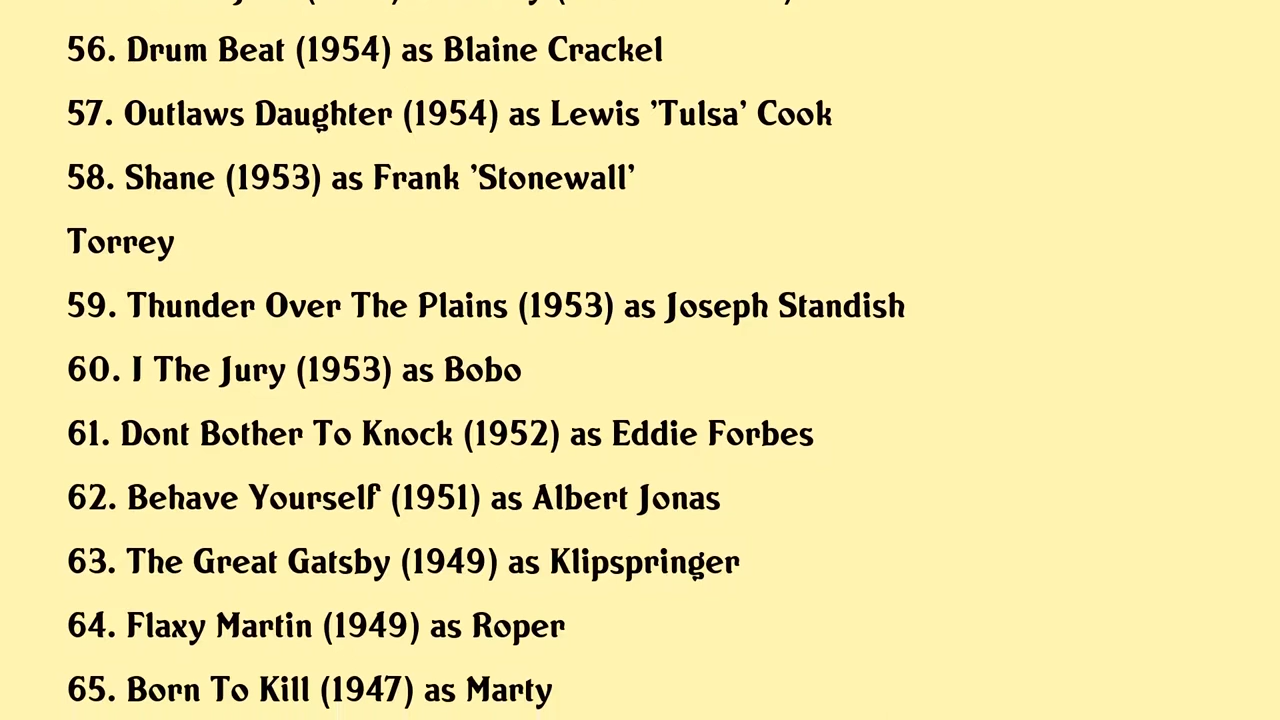 56. Drum Beat (1954) as Blaine Crackel
57. Outlaws Daughter (1954) as Lewis 'Tulsa' Cook
58. Shane (1953) as Frank 'Stonewall'
Torrey
59. Thunder Over The Plains (1953) as Joseph Standish
60. I The Jury (1953) as Bobo
61. Dont Bother To Knock (1952) as Eddie Forbes
62. Behave Yourself (1951) as Albert Jonas
63. The Great Gatsby (1949) as Klipspringer
64. Flaxy Martin (1949) as Roper
65. Born To Kill (1947) as Marty